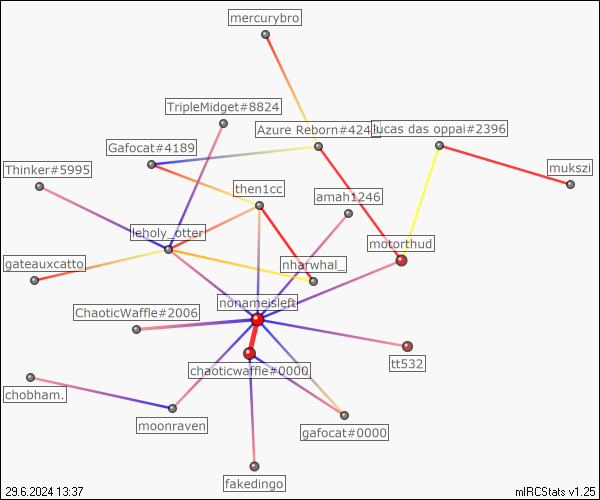 mercurybro
TripleMidget#8824
Azure Reborn#424
lucas das oppai#2396
Gafocat#4189
Thinker#5995
mukszi
then1cc
amah1246
leholy_otter
motorthud
gateauxcatto
nharwhal_
nonameisleft
ChaoticWaffle#2006
tt532
chaoticwaffle#0000
chobham.
moonraven
gafocat#0000
fakedingo
29.6.2024 13:37
mIRCStats v1.25